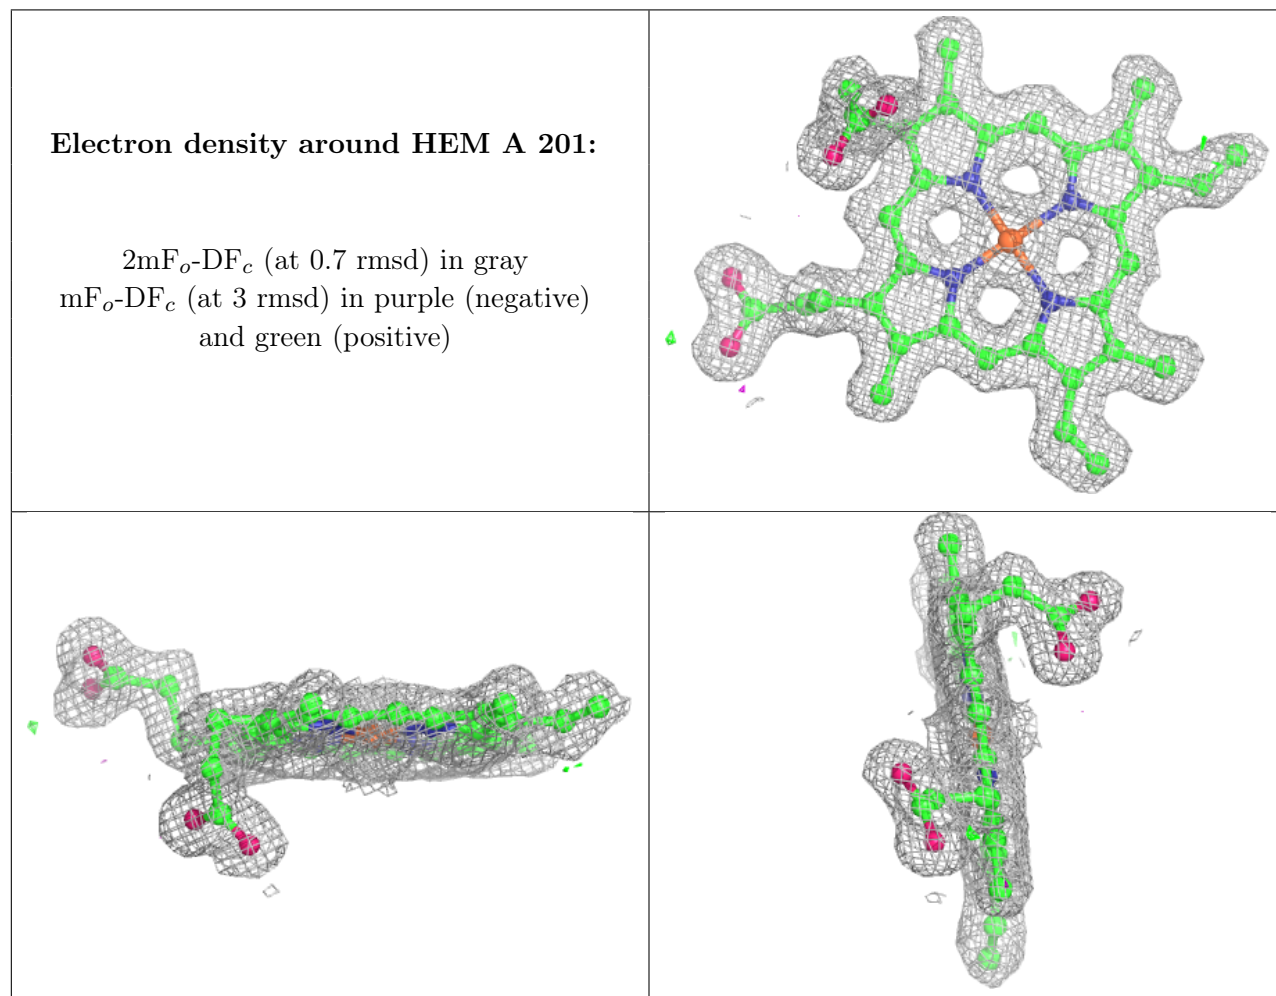 Electron density around HEM A 201:
2mFo-DFc (at 0.7 rmsd) in gray
mFo-DFc (at 3 rmsd) in purple (negative)
and green (positive)